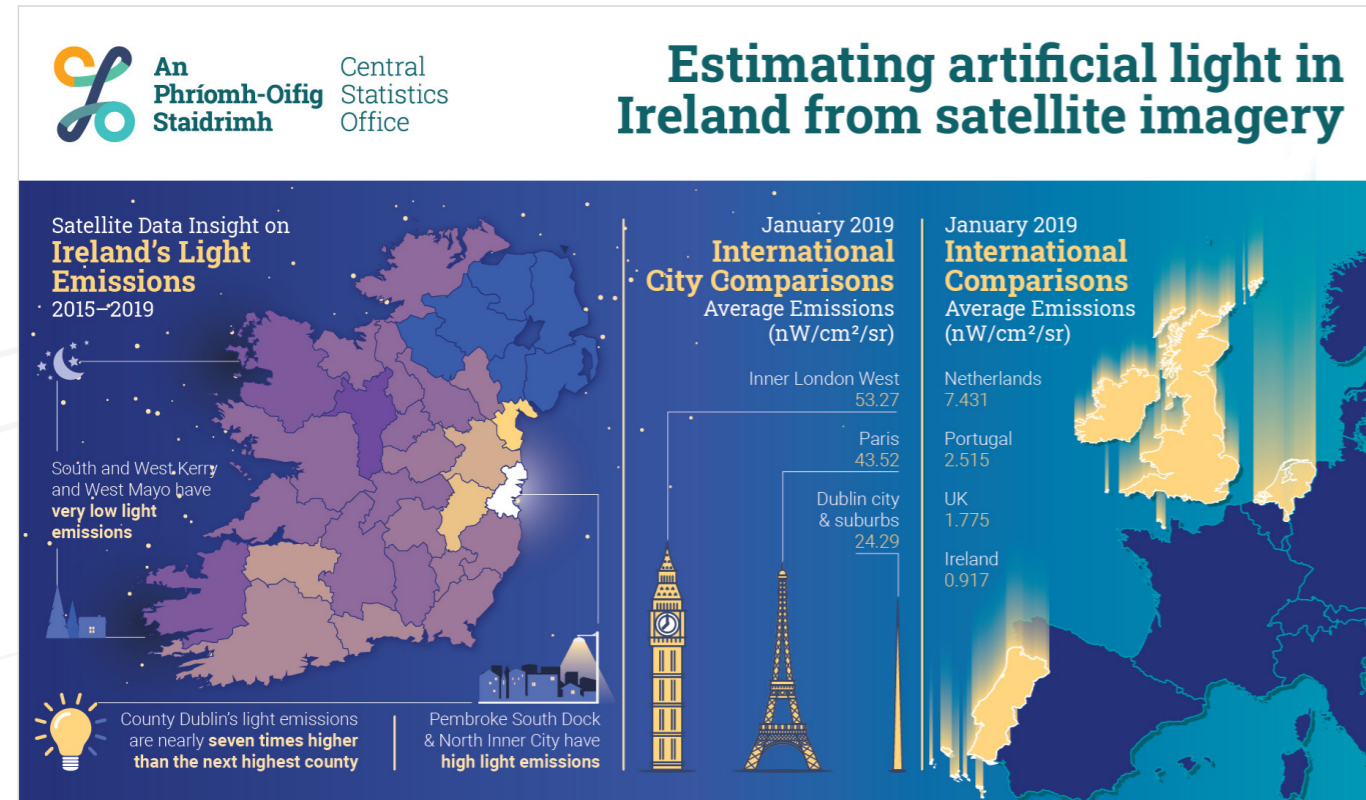 An
Phríomh-Oifig
Staidrimh
Central
Statistics
Office
Estimating artificial light in
Ireland from satellite imagery
Satellite Data Insight on
Ireland's Light
Emissions
2015–2019
South and West Kerry
and West Mayo have
very low light
emissions
County Dublin's light emissions
are nearly seven times higher
than the next highest county
Pembroke South Dock
& North Inner City have
high light emissions
January 2019
International
City Comparisons
Average Emissions
(nW/cm²/sr)
Inner London West
53.27
Paris
43.52
Dublin city
& suburbs
24.29
January 2019
International
Comparisons
Average Emissions
(nW/cm²/sr)
Netherlands
7.431
Portugal
2.515
UK
1.775
Ireland
0.917